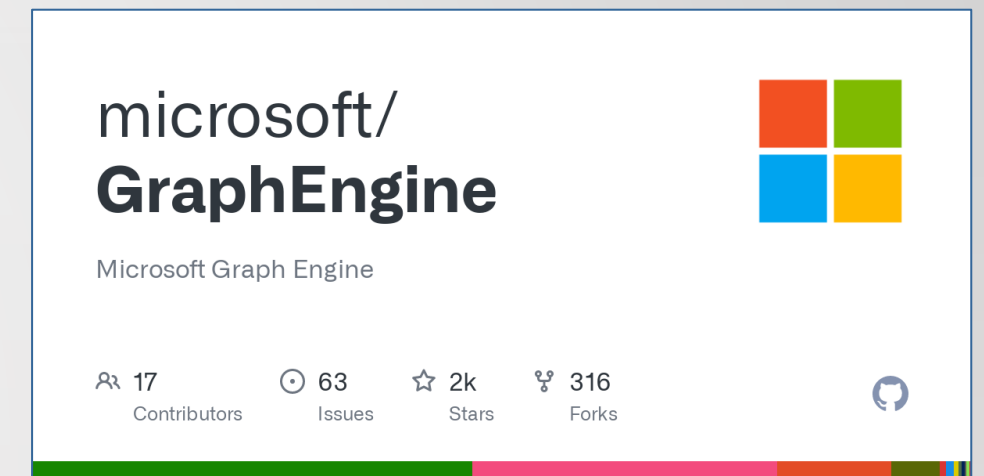 microsoft/
GraphEngine
Microsoft Graph Engine
17 63 2k 316
Contributors Issues Stars Forks